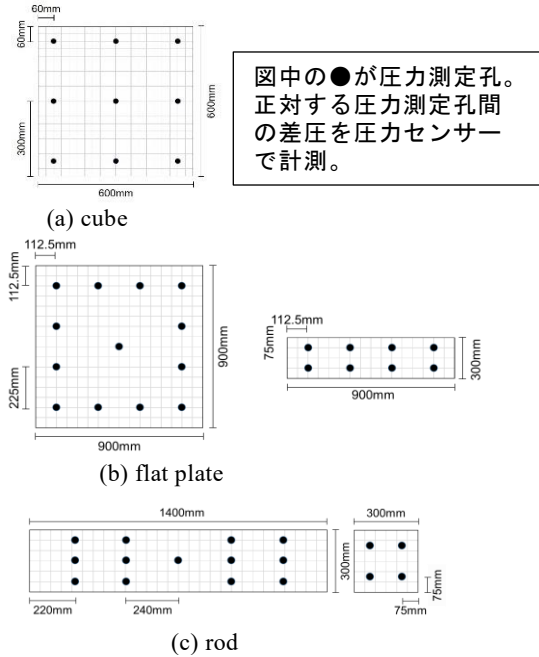 60mm
60mm
300mm
600mm
600mm
図中の●が圧力測定孔。
正対する圧力測定孔間
の差圧を圧力センサー
で計測。
(a) cube
112.5mm
112.5mm
225mm
900mm
900mm
112.5mm
75mm
300mm
900mm
(b) flat plate
1400mm
300mm
300mm
220mm
240mm
75mm
75mm
(c) rod